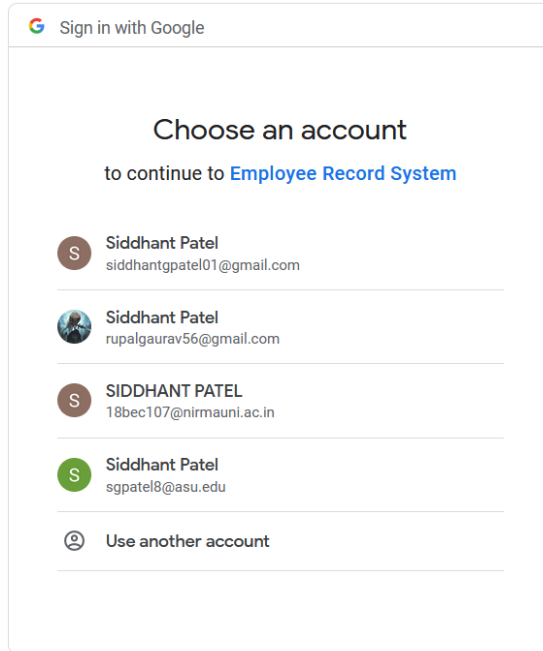 Sign in with Google
Choose an account
to continue to Employee Record System
S
Siddhant Patel
siddhantgpatel01@gmail.com
Siddhant Patel
rupalgaurav56@gmail.com
S
SIDDHANT PATEL
18bec107@nirmauni.ac.in
S
Siddhant Patel
sgpatel8@asu.edu
Use another account